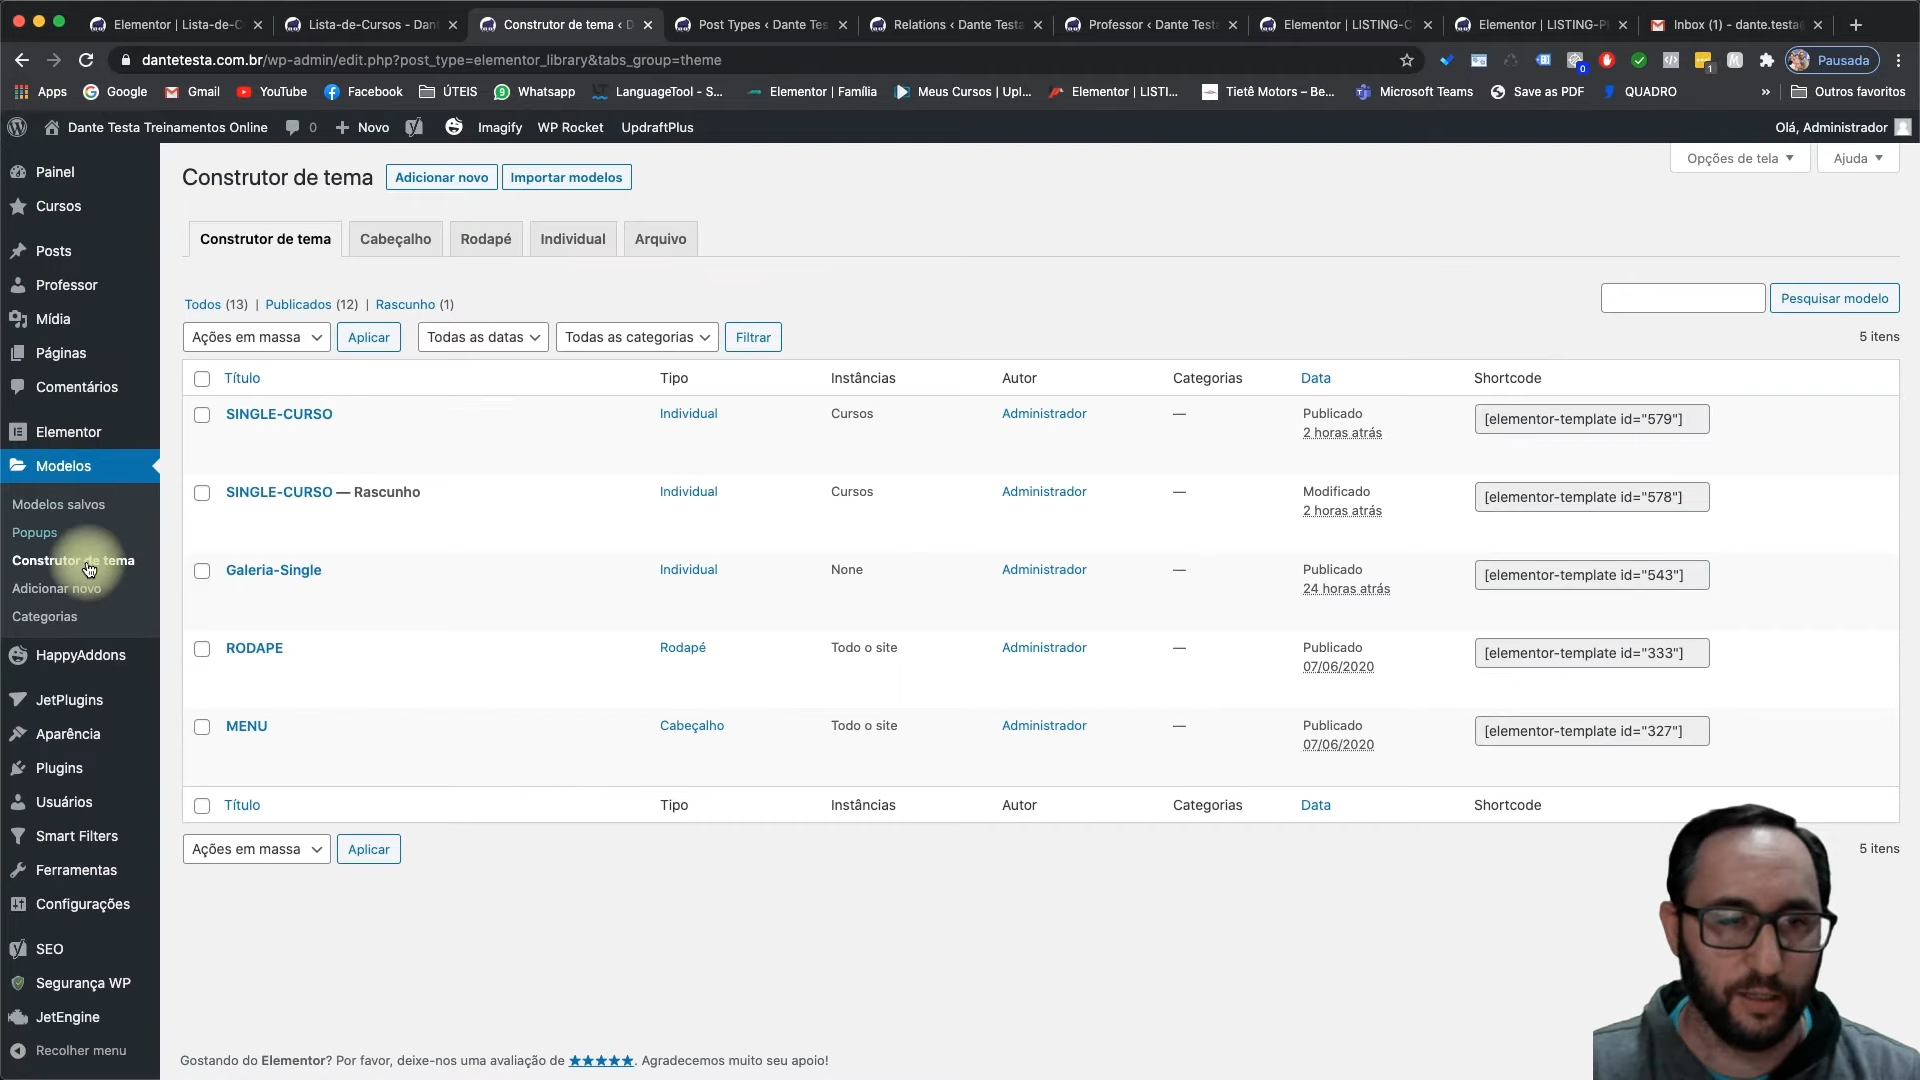 Elementor | Lista-de-C
Lista-de-Cursos - Dan
Construtor de tema ‹ D
Post Types ‹ Dante Tes
Relations ‹ Dante Testa
Professor ‹ Dante Testa
Elementor | LISTING-C
Elementor | LISTING-P
Inbox (1) - dante.testa
dantetesta.com.br/wp-admin/edit.php?post_type=elementor_library&tabs_group=theme
0
1
Pausada
Apps
Google
Gmail
YouTube
Facebook
ÚTEIS
Whatsapp
LanguageTool - S...
Elementor | Família
Meus Cursos | Upl...
Elementor | LISTI...
Tietê Motors – Be...
Microsoft Teams
Save as PDF
QUADRO
»
Outros favoritos
Dante Testa Treinamentos Online
0
Novo
Imagify
WP Rocket
UpdraftPlus
Olá, Administrador
Painel
Cursos
Posts
Professor
Mídia
Páginas
Comentários
Elementor
Modelos
Modelos salvos
Popups
Construtor de tema
Adicionar novo
Categorias
HappyAddons
JetPlugins
Aparência
Plugins
Usuários
Smart Filters
Ferramentas
Configurações
SEO
Segurança WP
JetEngine
Recolher menu
Construtor de tema
Adicionar novo
Importar modelos
Opções de tela
Ajuda
Construtor de tema
Cabeçalho
Rodapé
Individual
Arquivo
Todos (13) | Publicados (12) | Rascunho (1)
Pesquisar modelo
Ações em massa
Aplicar
Todas as datas
Todas as categorias
Filtrar
5 itens
Título
Tipo
Instâncias
Autor
Categorias
Data
Shortcode
SINGLE-CURSO
Individual
Cursos
Administrador
—
Publicado
2 horas atrás
[elementor-template id="579"]
SINGLE-CURSO — Rascunho
Individual
Cursos
Administrador
—
Modificado
2 horas atrás
[elementor-template id="578"]
Galeria-Single
Individual
None
Administrador
—
Publicado
24 horas atrás
[elementor-template id="543"]
RODAPE
Rodapé
Todo o site
Administrador
—
Publicado
07/06/2020
[elementor-template id="333"]
MENU
Cabeçalho
Todo o site
Administrador
—
Publicado
07/06/2020
[elementor-template id="327"]
Título
Tipo
Instâncias
Autor
Categorias
Data
Shortcode
Ações em massa
Aplicar
5 itens
Gostando do Elementor? Por favor, deixe-nos uma avaliação de ★★★★★. Agradecemos muito seu apoio!